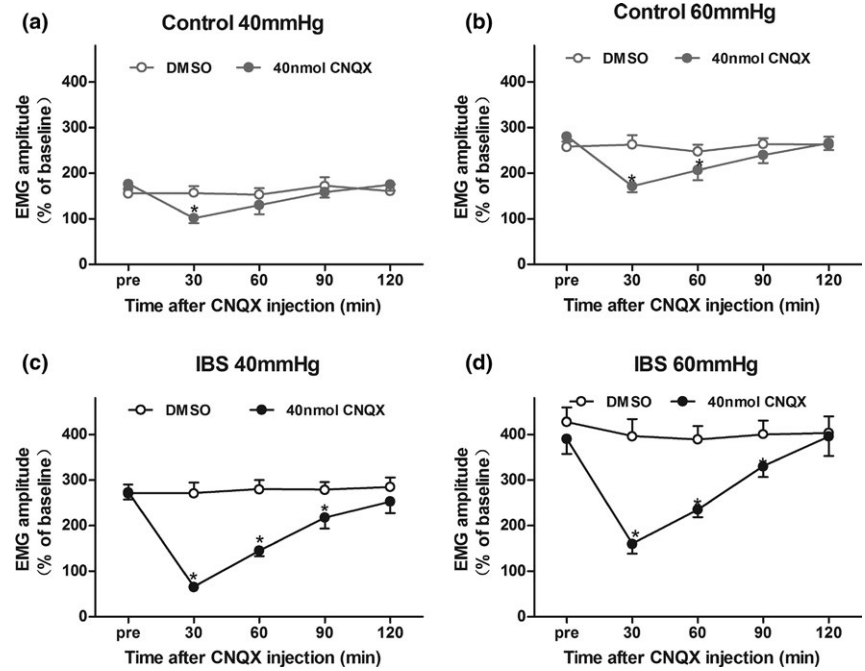 (a) Control 40mmHg
DMSO 40nmol CNQX
EMG amplitude
(% of baseline)
400
300
200
100
0
pre 30 60 90 120
Time after CNQX injection (min)
*
(b) Control 60mmHg
DMSO 40nmol CNQX
EMG amplitude
(% of baseline)
400
300
200
100
0
pre 30 60 90 120
Time after CNQX injection (min)
* *
(c) IBS 40mmHg
DMSO 40nmol CNQX
EMG amplitude
(% of baseline)
400
300
200
100
0
pre 30 60 90 120
Time after CNQX injection (min)
* * *
(d) IBS 60mmHg
DMSO 40nmol CNQX
EMG amplitude
(% of baseline)
400
300
200
100
0
pre 30 60 90 120
Time after CNQX injection (min)
* * *